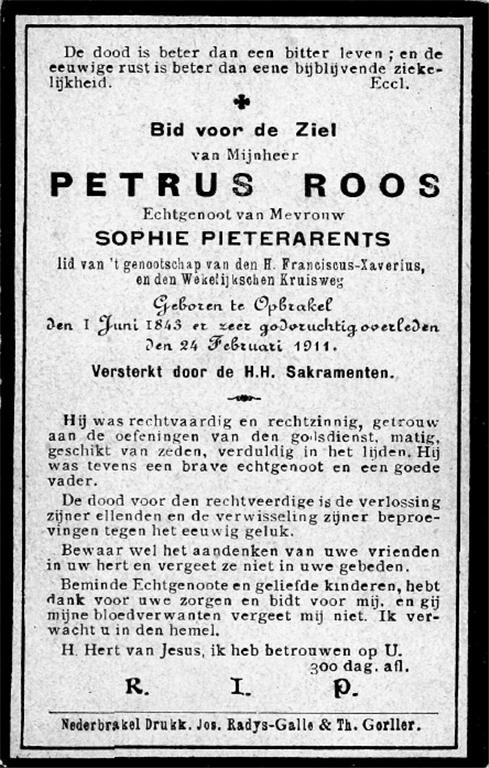 De dood is beter dan een bitter leven ; en de
eeuwige rust is beter dan eene bijblijvende zieke-
lijkheid. Eccl.
Bid voor de Ziel
van Mijnheer
PETRUS ROOS
Echtgenoot van Mevrouw
SOPHIE PIETERARENTS
lid van 't genootschap van den H. Franciscus-Xaverius,
en den Wekelijkschen Kruisweg
Geboren te Opbrakel
den 1 Juni 1843 er zeer godvruchtig overleden
den 24 Februari 1911.
Versterkt door de H.H. Sakramenten.
Hij was rechtvaardig en rechtzinnig, getrouw
aan de oefeningen van den godsdienst, matig,
geschikt van zeden, verduldig in het lijden. Hij
was tevens een brave echtgenoot en een goede
vader.
De dood voor den rechtveerdige is de verlossing
zijner ellenden en de verwisseling zijner beproe-
vingen tegen het eeuwig geluk.
Bewaar wel het aandenken van uwe vrienden
in uw hert en vergeet ze niet in uwe gebeden.
Beminde Echtgenoote en geliefde kinderen, hebt
dank voor uwe zorgen en bidt voor mij, en gij
mijne bloedverwanten vergeet mij niet. Ik ver-
wacht u in den hemel.
H. Hert van Jesus, ik heb betrouwen op U.
300 dag. afl.
R. I. P.
Nederbrakel Drukk. Jos. Radys-Galle & Th. Gorller.